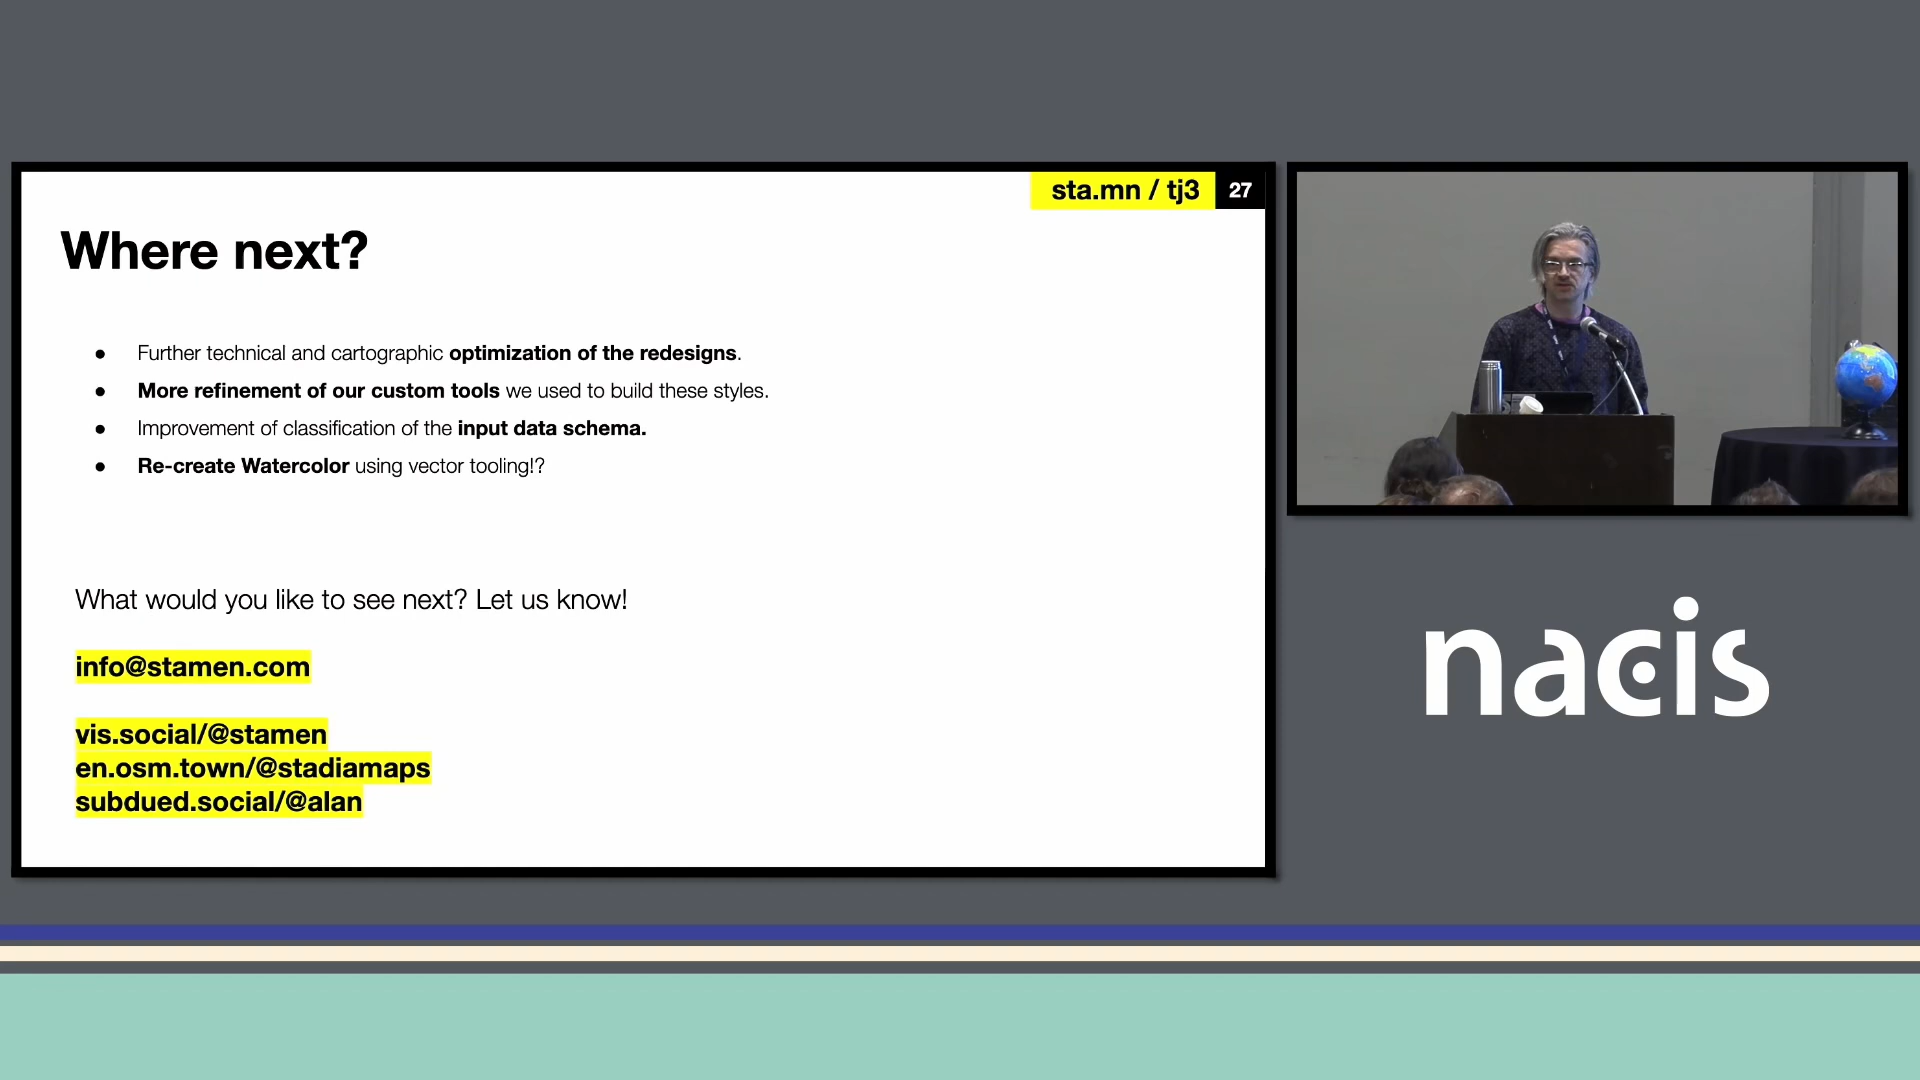 sta.mn / tj3
27
Where next?
● Further technical and cartographic optimization of the redesigns.
● More refinement of our custom tools we used to build these styles.
● Improvement of classification of the input data schema.
● Re-create Watercolor using vector tooling!?
What would you like to see next? Let us know!
info@stamen.com
vis.social/@stamen
en.osm.town/@stadiamaps
subdued.social/@alan
nacis